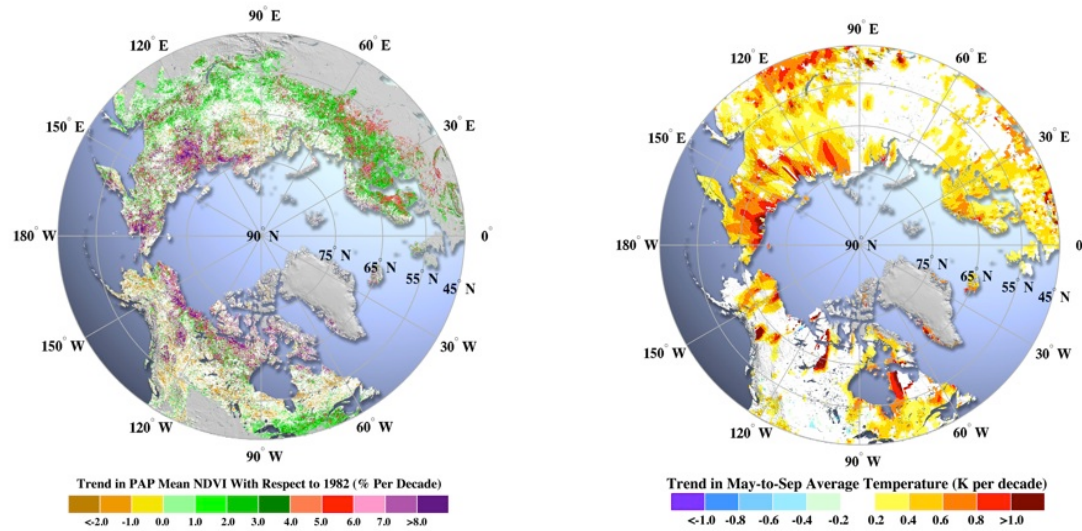 90° E
120° E
60° E
150° E
30° E
180° W
90° N
75° N
65° N
55° N
45° N
0°
150° W
30° W
120° W
60° W
90° W
Trend in PAP Mean NDVI With Respect to 1982 (% Per Decade)
<-2.0 -1.0 0.0 1.0 2.0 3.0 4.0 5.0 6.0 7.0 >8.0
90° E
120° E
60° E
150° E
30° E
180° W
90° N
75° N
65° N
55° N
45° N
0°
150° W
30° W
120° W
60° W
90° W
Trend in May-to-Sep Average Temperature (K per decade)
<-1.0 -0.8 -0.6 -0.4 -0.2 0.2 0.4 0.6 0.8 >1.0